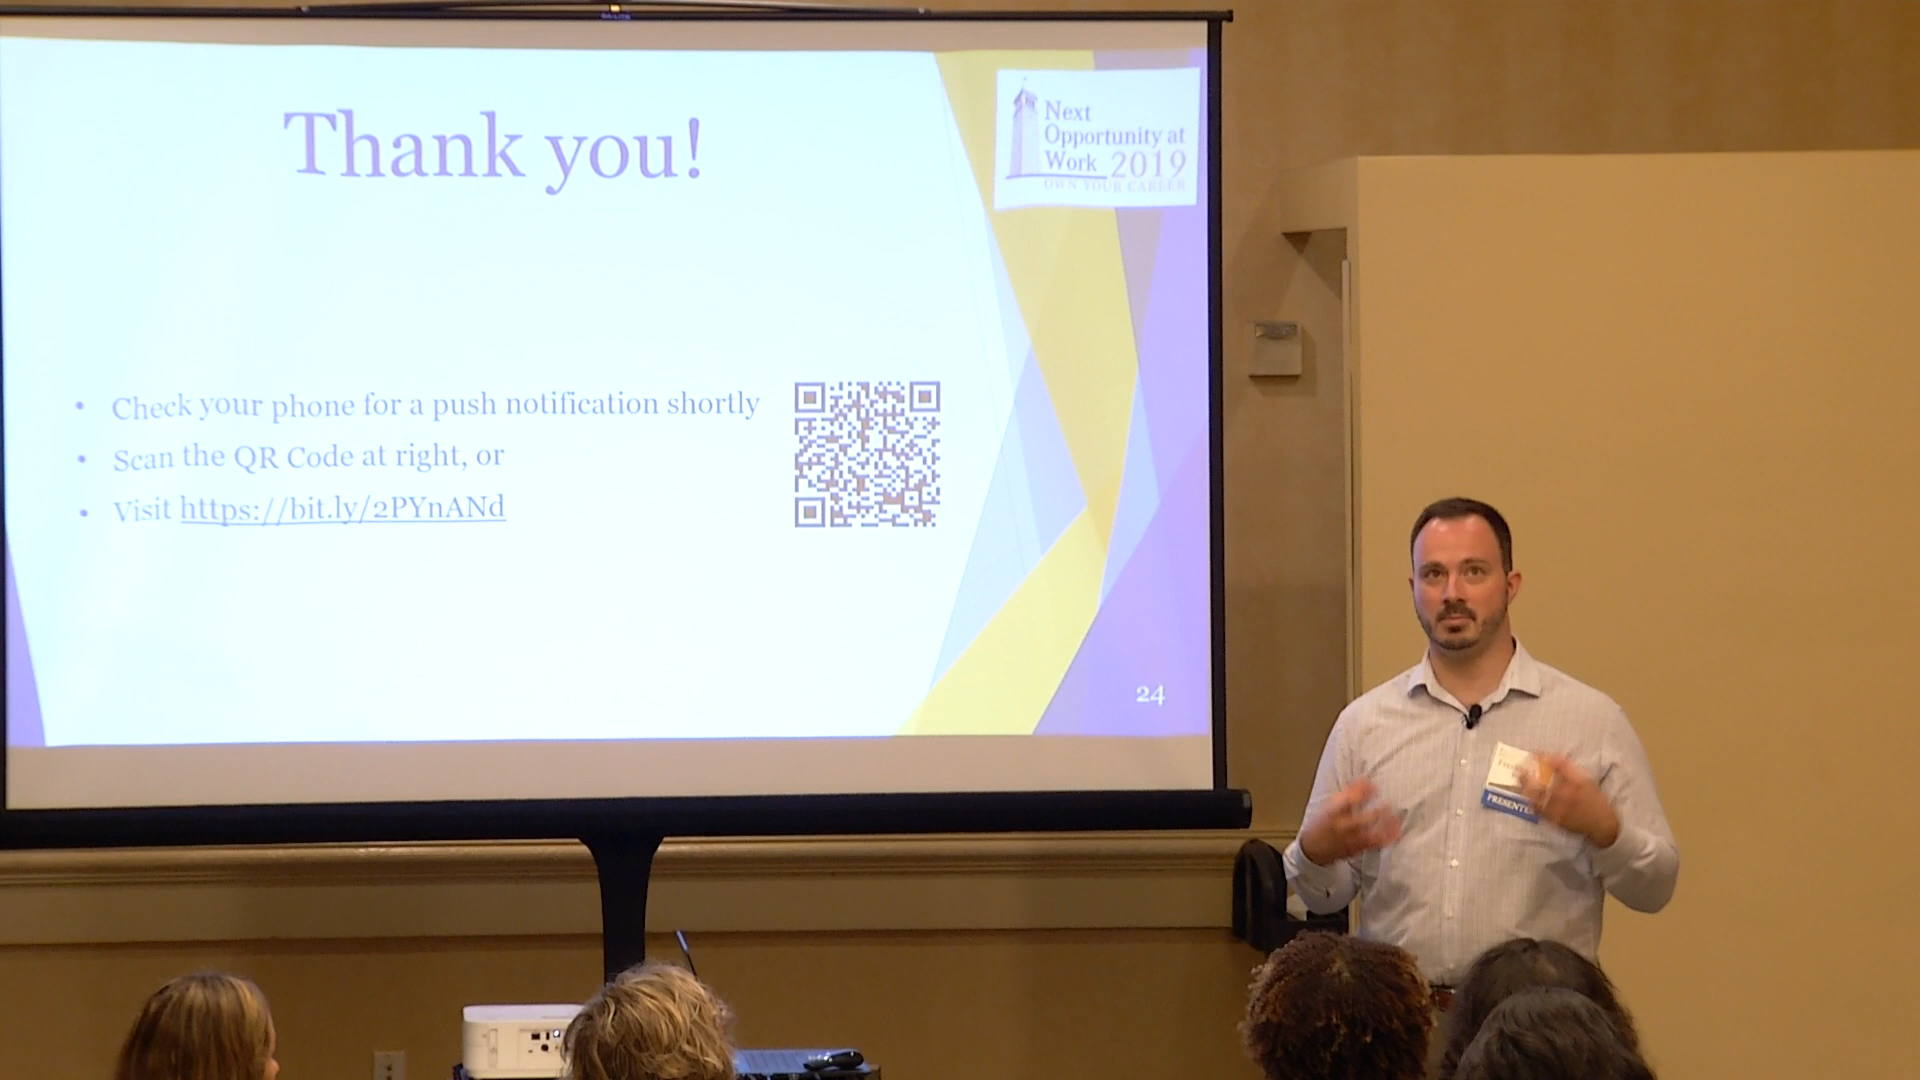 Thank you!
Next
Opportunity at
Work 2019
OWN YOUR CAREER
• Check your phone for a push notification shortly
• Scan the QR Code at right, or
• Visit https://bit.ly/2PYnANd
24
PRESENTER